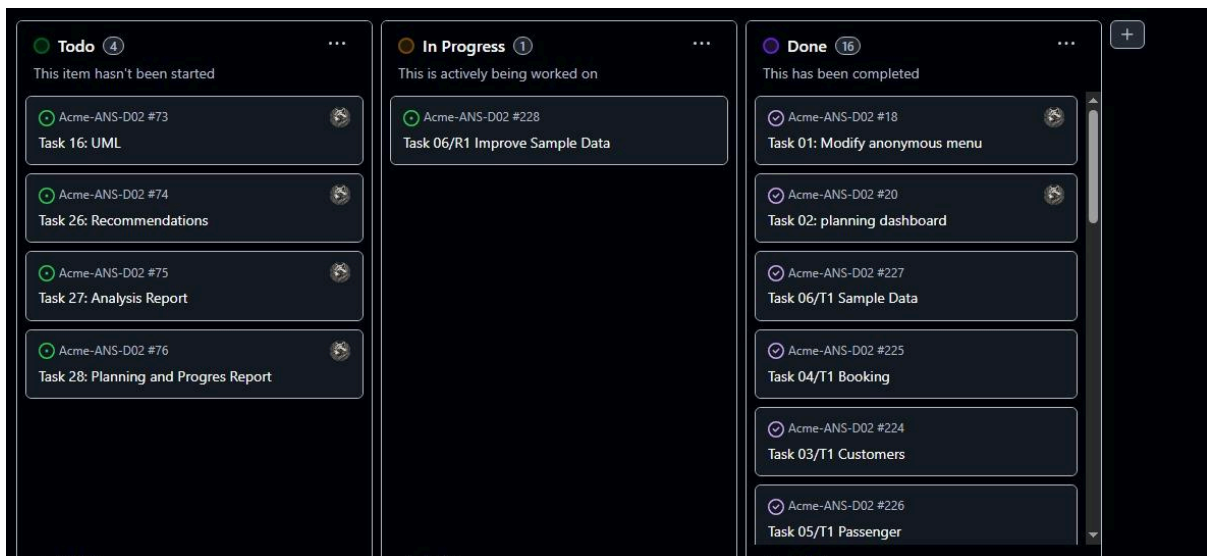 Todo 4
This item hasn't been started
Acme-ANS-D02 #73
Task 16: UML
Acme-ANS-D02 #74
Task 26: Recommendations
Acme-ANS-D02 #75
Task 27: Analysis Report
Acme-ANS-D02 #76
Task 28: Planning and Progres Report
In Progress 1
This is actively being worked on
Acme-ANS-D02 #228
Task 06/R1 Improve Sample Data
Done 16
This has been completed
Acme-ANS-D02 #18
Task 01: Modify anonymous menu
Acme-ANS-D02 #20
Task 02: planning dashboard
Acme-ANS-D02 #227
Task 06/T1 Sample Data
Acme-ANS-D02 #225
Task 04/T1 Booking
Acme-ANS-D02 #224
Task 03/T1 Customers
Acme-ANS-D02 #226
Task 05/T1 Passenger